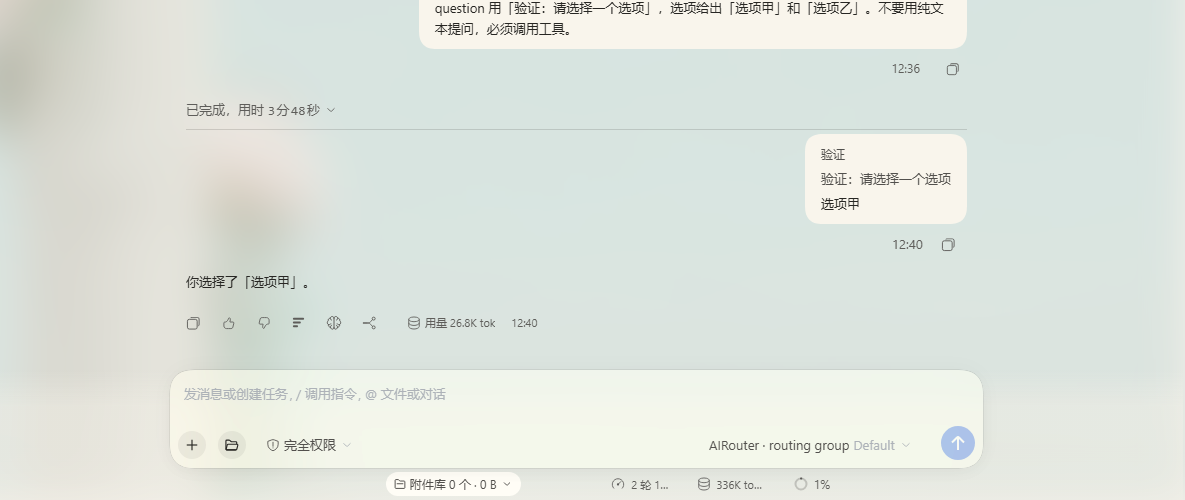 question 用「验证：请选择一个选项」，选项给出「选项甲」和「选项乙」。不要用纯文
本提问，必须调用工具。
12:36
已完成，用时 3分48秒
验证
验证：请选择一个选项
选项甲
12:40
你选择了「选项甲」。
用量 26.8K tok 12:40
发消息或创建任务, / 调用指令, @ 文件或对话
完全权限 AIRouter · routing group Default
附件库 0 个 · 0 B 2 轮 1... 336K to... 1%